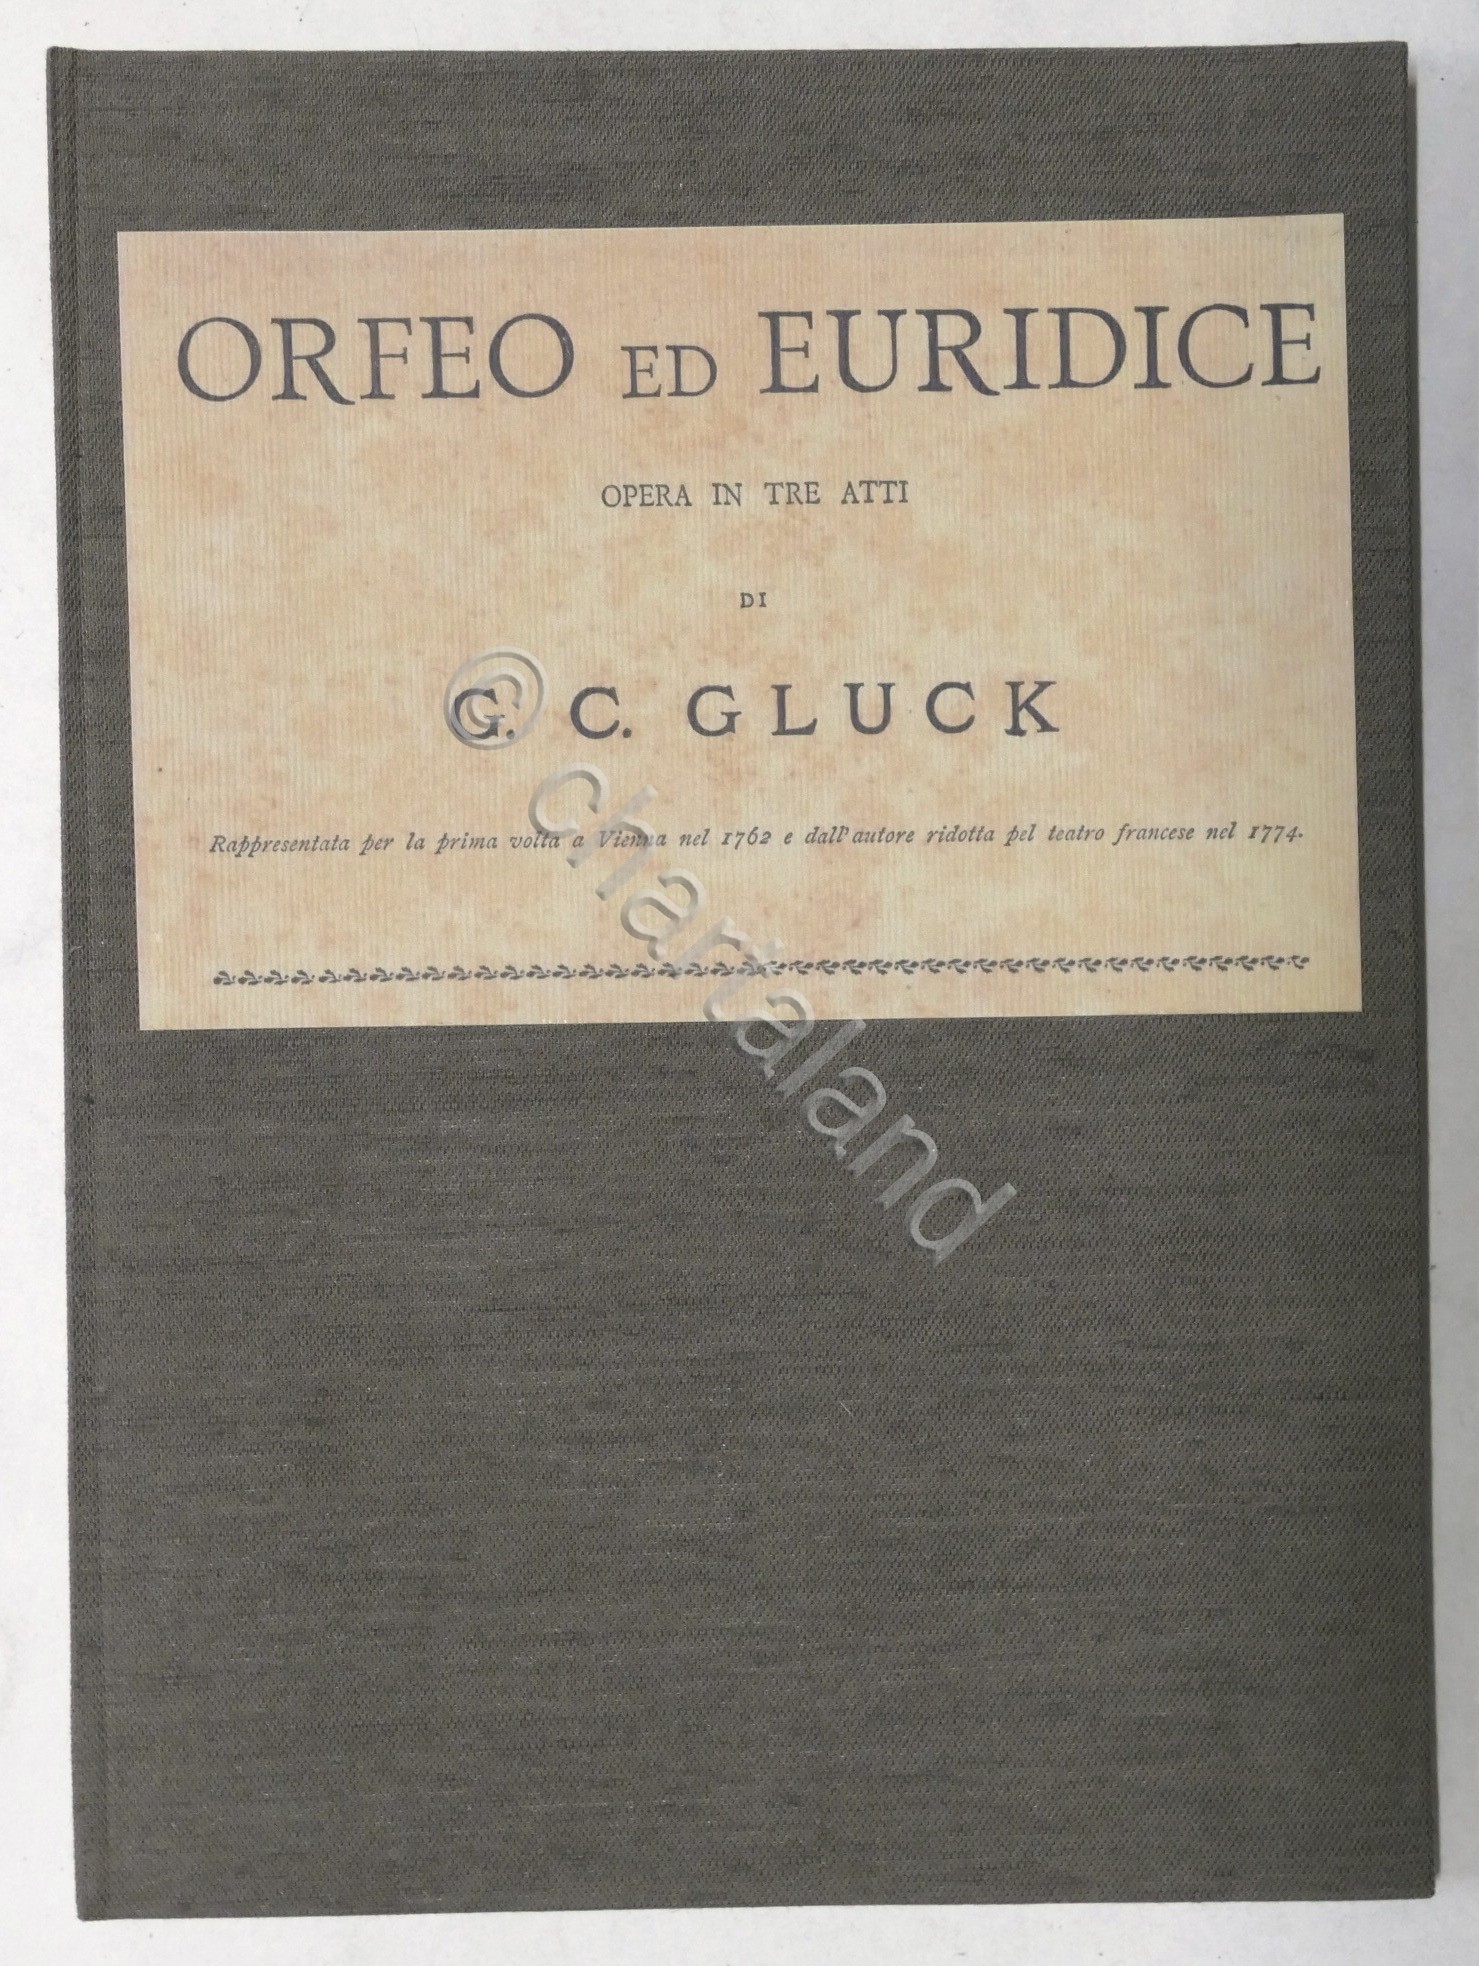 ORFEO ED EURIDICE
OPERA IN TRE ATTI
DI
G. C. GLUCK
Rappresentata per la prima volta a Vienna nel 1762 e dall'autore ridotta pel teatro francese nel 1774.
© chartaland